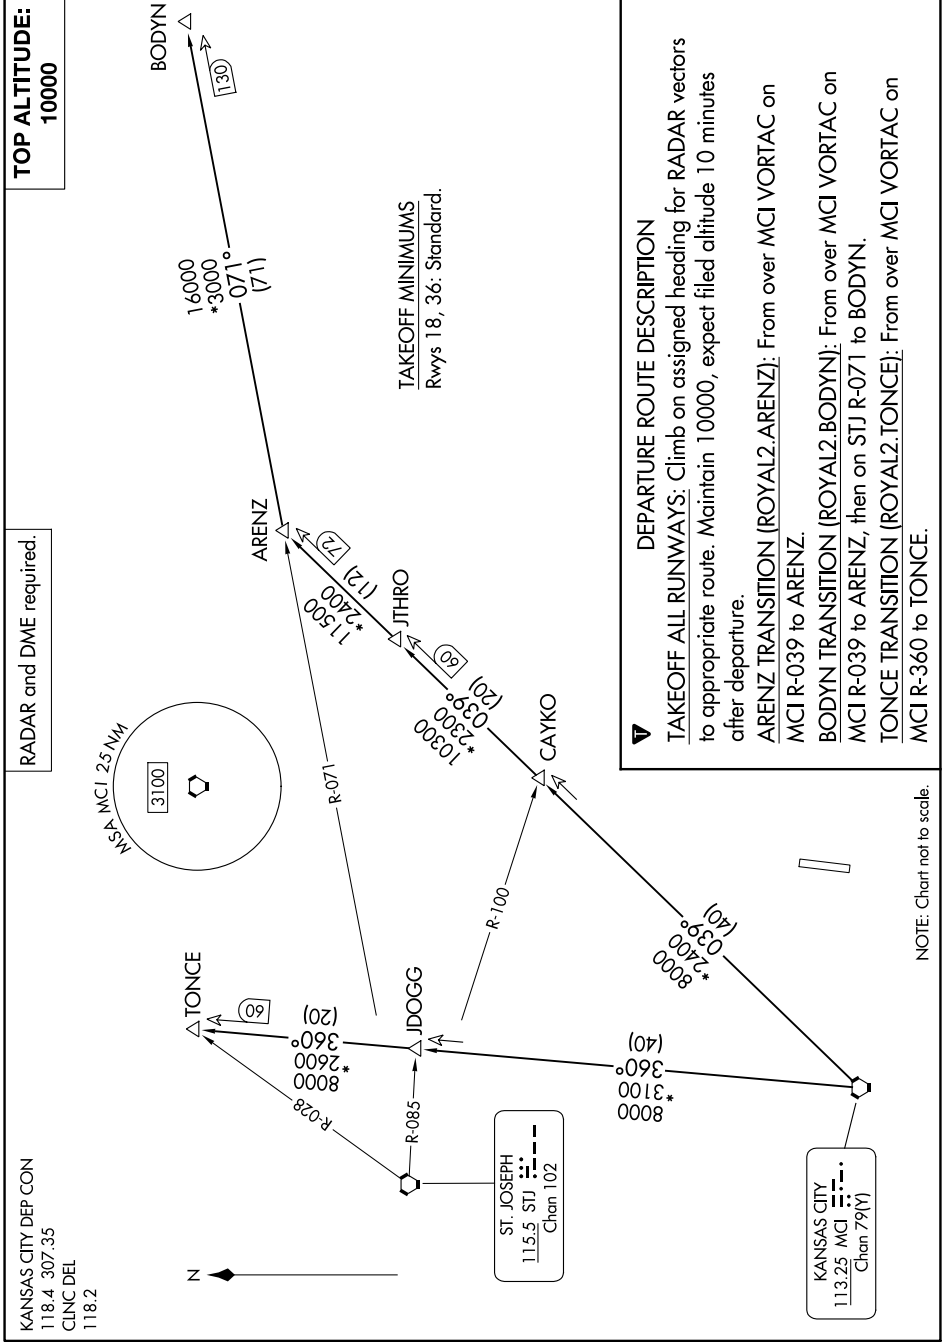 KANSAS CITY DEP CON
118.4 307.35
CLNC DEL
118.2
RADAR and DME required.
TOP ALTITUDE:
10000
N
MSA MCI 25 NM
3100
TONCE
60
8000
*2600
360°
(20)
R-028
R-085
JDOGG
8000
*3100
360°
(40)
ST. JOSEPH
115.5 STJ
Chan 102
KANSAS CITY
113.25 MCI
Chan 79(Y)
R-071
R-100
8000
*2400
039°
(40)
CAYKO
10300
*2300
039°
(20)
60
JTHRO
11500
*2400
(12)
72
ARENZ
16000
*3000
071°
(71)
130
BODYN
TAKEOFF MINIMUMS
Rwys 18, 36: Standard.
NOTE: Chart not to scale.
T
DEPARTURE ROUTE DESCRIPTION
TAKEOFF ALL RUNWAYS: Climb on assigned heading for RADAR vectors
to appropriate route. Maintain 10000, expect filed altitude 10 minutes
after departure.
ARENZ TRANSITION (ROYAL2.ARENZ): From over MCI VORTAC on
MCI R-039 to ARENZ.
BODYN TRANSITION (ROYAL2.BODYN): From over MCI VORTAC on
MCI R-039 to ARENZ, then on STJ R-071 to BODYN.
TONCE TRANSITION (ROYAL2.TONCE): From over MCI VORTAC on
MCI R-360 to TONCE.